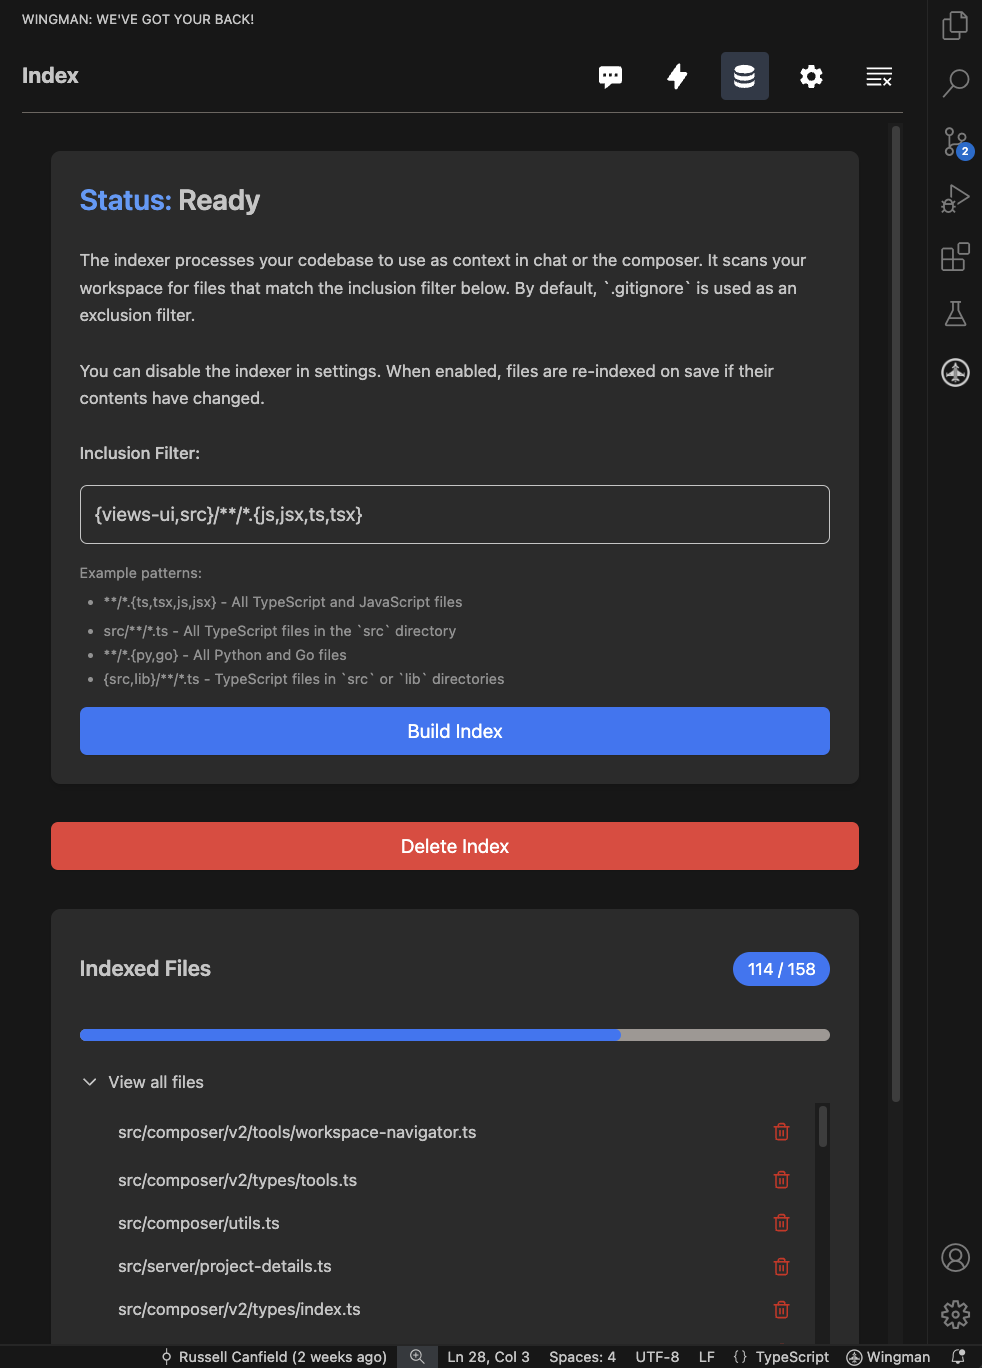 WINGMAN: WE'VE GOT YOUR BACK!
Index
2
Status: Ready
The indexer processes your codebase to use as context in chat or the composer. It scans your
workspace for files that match the inclusion filter below. By default, `.gitignore` is used as an
exclusion filter.
You can disable the indexer in settings. When enabled, files are re-indexed on save if their
contents have changed.
Inclusion Filter:
{views-ui,src}/**/*.{js,jsx,ts,tsx}
Example patterns:
• **/*.{ts,tsx,js,jsx} - All TypeScript and JavaScript files
• src/**/*.ts - All TypeScript files in the `src` directory
• **/*.{py,go} - All Python and Go files
• {src,lib}/**/*.ts - TypeScript files in `src` or `lib` directories
Build Index
Delete Index
Indexed Files
114 / 158
View all files
src/composer/v2/tools/workspace-navigator.ts
src/composer/v2/types/tools.ts
src/composer/utils.ts
src/server/project-details.ts
src/composer/v2/types/index.ts
Russell Canfield (2 weeks ago) Ln 28, Col 3 Spaces: 4 UTF-8 LF {} TypeScript Wingman